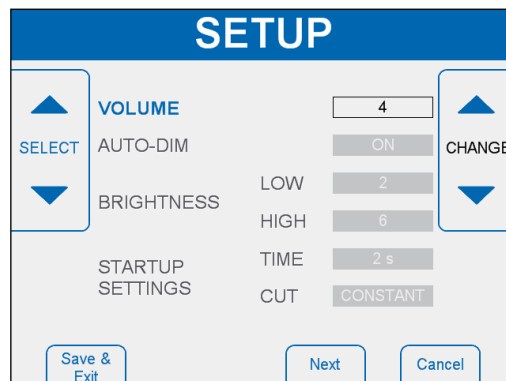 SETUP
VOLUME 4
SELECT AUTO-DIM ON CHANGE
BRIGHTNESS LOW 2
HIGH 6
STARTUP SETTINGS TIME 2 s
CUT CONSTANT
Save & Exit Next Cancel